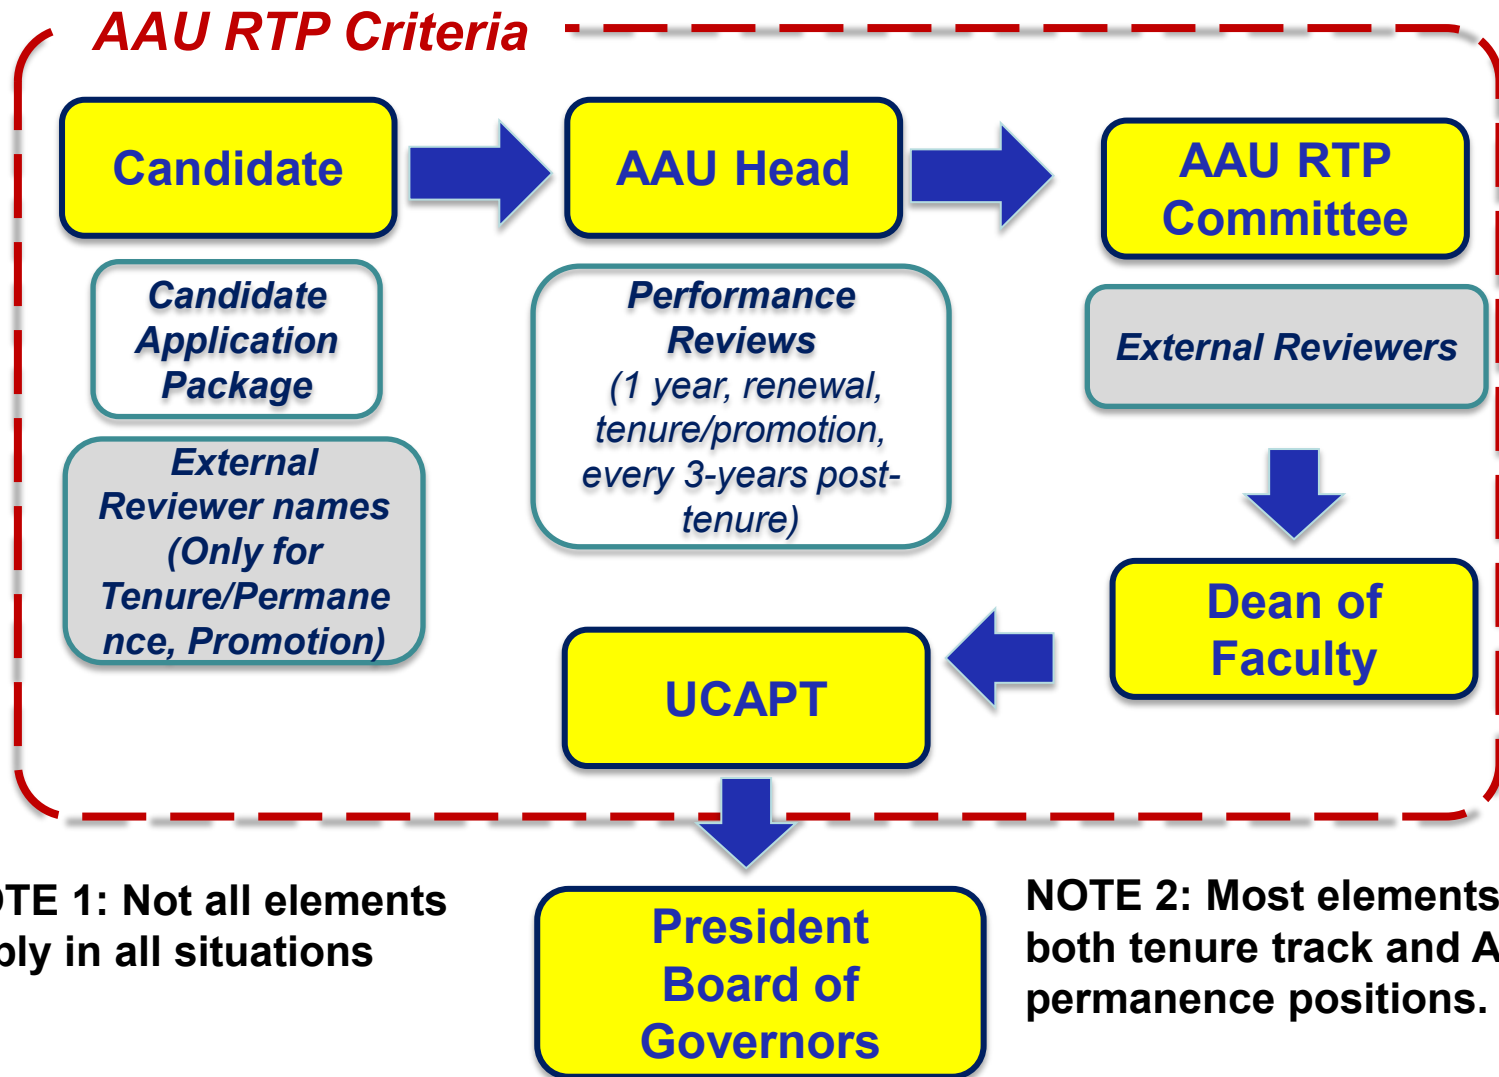 AAU RTP Criteria
Candidate
AAU Head
AAU RTP
Committee
Candidate
Application
Package
Performance
Reviews
(1 year, renewal,
tenure/promotion,
every 3-years post-
tenure)
External Reviewers
External
Reviewer names
(Only for
Tenure/Permane
nce, Promotion)
Dean of
Faculty
UCAPT
President
Board of
Governors
OTE 1: Not all elements
ply in all situations
NOTE 2: Most elements
both tenure track and A
permanence positions.